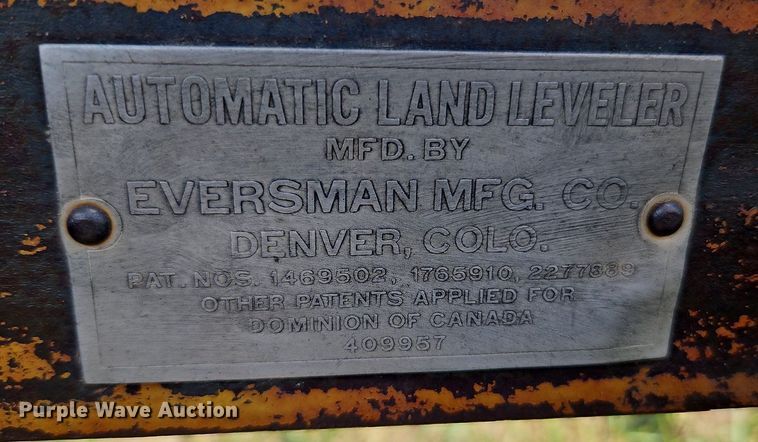 AUTOMATIC LAND LEVELER
MFD. BY
EVERSMAN MFG. CO.
DENVER, COLO.
PAT. NOS. 1469502, 1765910, 2277889
OTHER PATENTS APPLIED FOR
DOMINION OF CANADA
409957
Purple Wave Auction